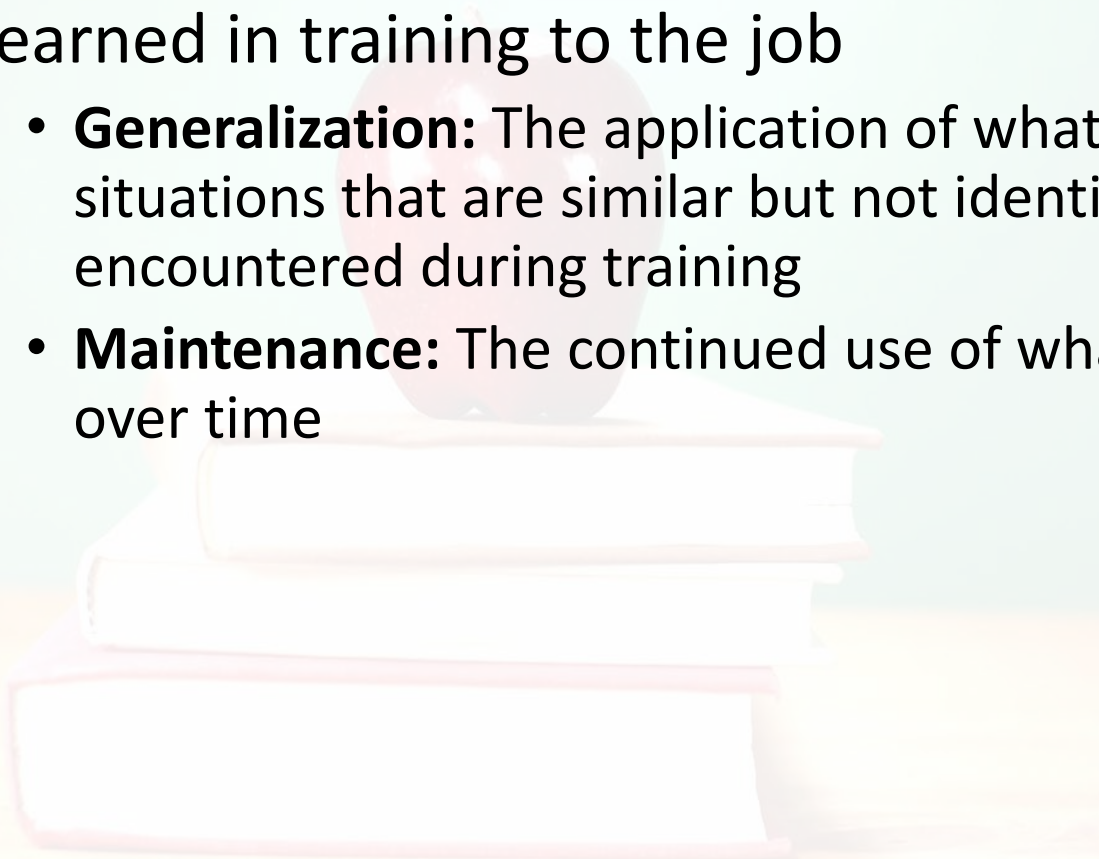 earned in training to the job
• Generalization: The application of what
situations that are similar but not identi
encountered during training
• Maintenance: The continued use of wha
over time